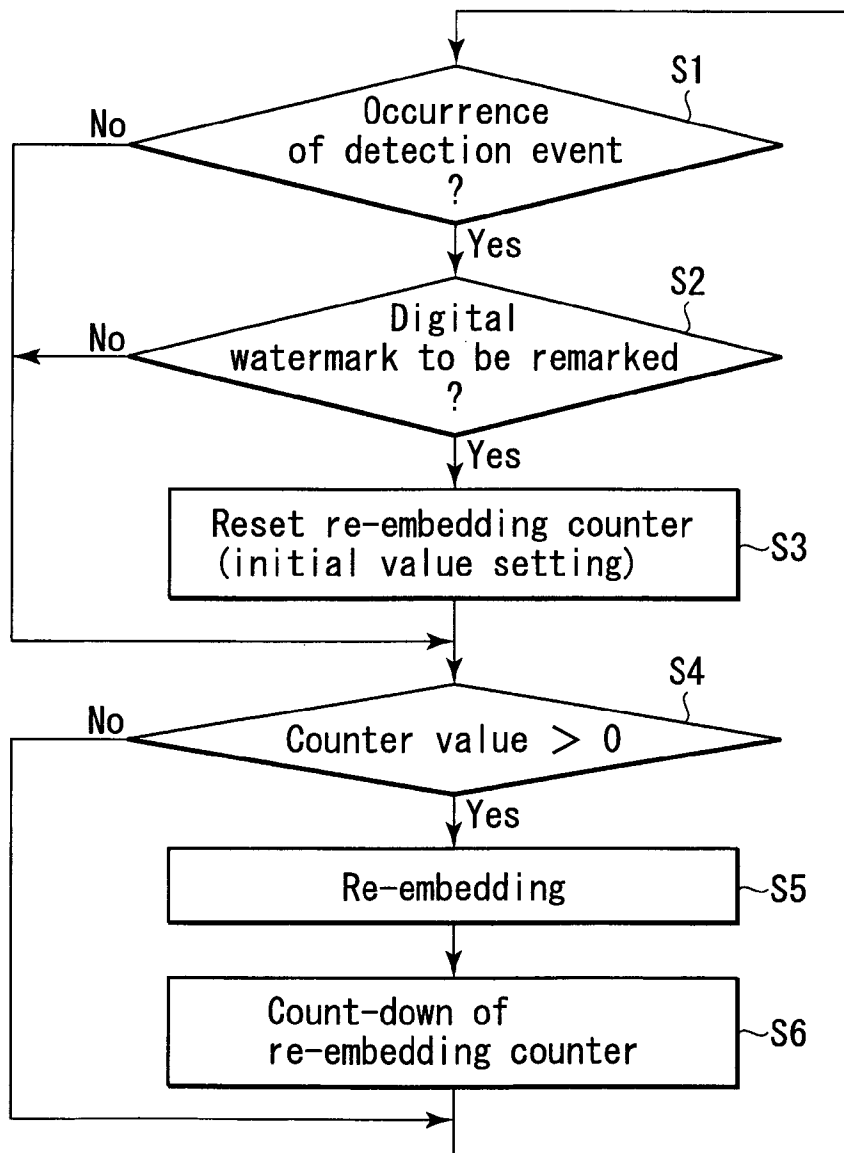 S1
Occurrence
of detection event
?
No
Yes
S2
Digital
watermark to be remarked
?
No
Yes
Reset re-embedding counter
(initial value setting)
S3
S4
Counter value > 0
No
Yes
Re-embedding
S5
Count-down of
re-embedding counter
S6